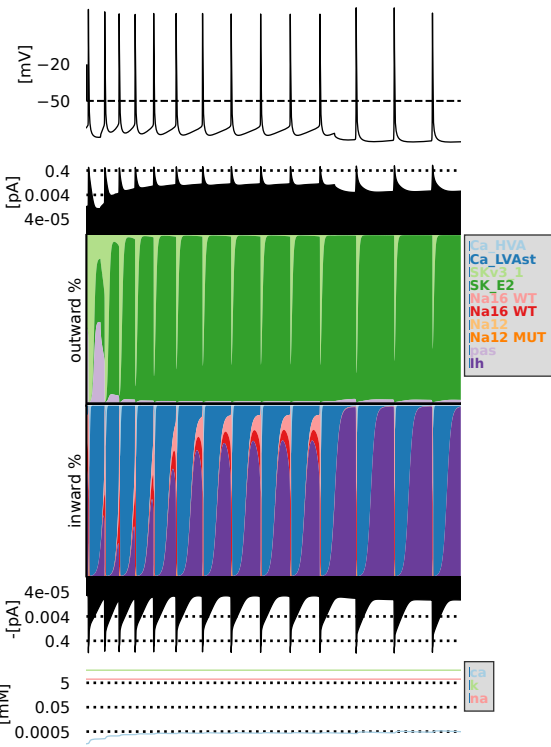 [mV]
−20
−50
[pA]
0.4
0.004
4e-05
outward %
Ca_HVA
Ca_LVAst
SKv3_1
SK_E2
Na16 WT
Na16 WT
Na12
Na12 MUT
pas
Ih
inward %
-[pA]
4e-05
0.004
0.4
[mM]
5
0.05
0.0005
ca
k
na